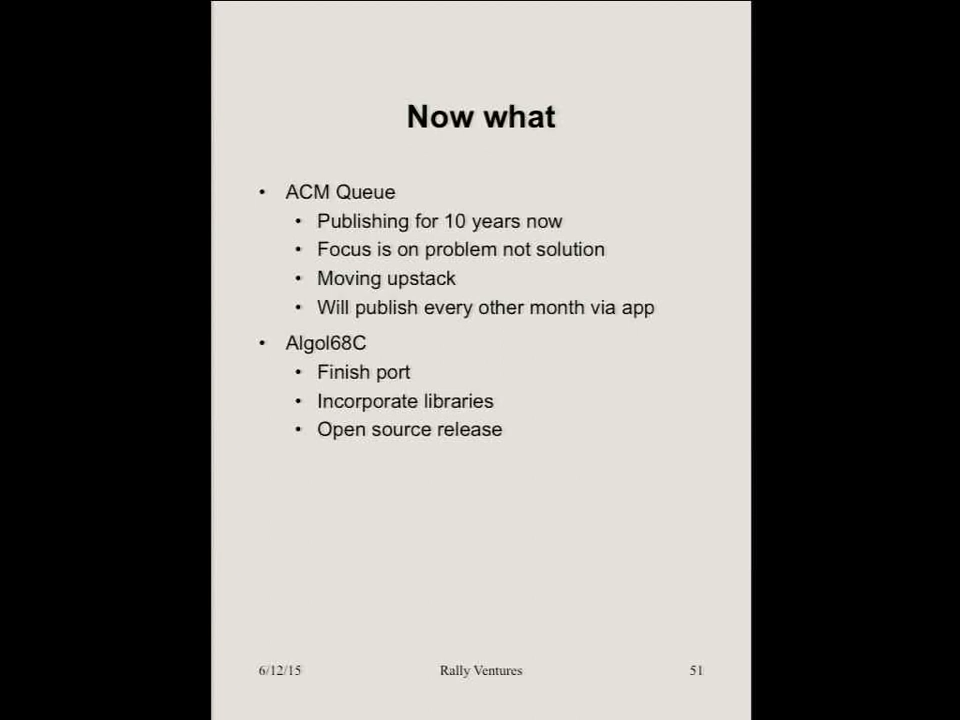 Now what
• ACM Queue
• Publishing for 10 years now
• Focus is on problem not solution
• Moving upstack
• Will publish every other month via app
• Algol68C
• Finish port
• Incorporate libraries
• Open source release
6/12/15 Rally Ventures 51